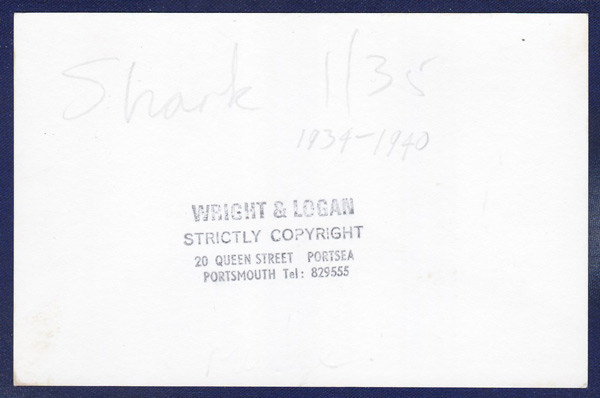 Shark 1/35
1934-1940
WRIGHT & LOGAN
STRICTLY COPYRIGHT
20 QUEEN STREET PORTSEA
PORTSMOUTH Tel: 829555